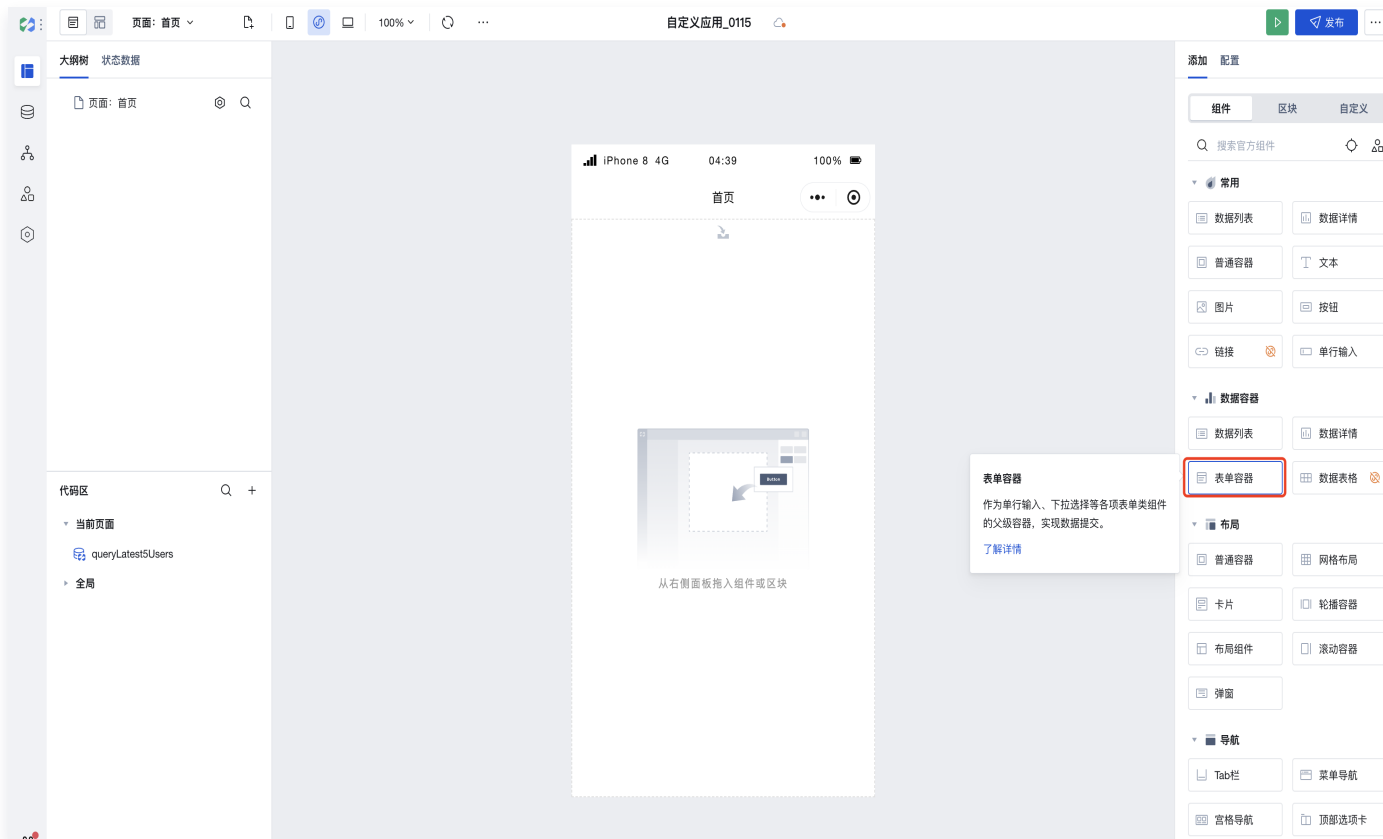 页面：首页
100%
自定义应用_0115
发布
大纲树 状态数据
页面：首页
代码区
当前页面
queryLatest5Users
全局
iPhone 8 4G 04:39 100%
首页
Button
从右侧面板拖入组件或区块
表单容器
作为单行输入、下拉选择等各项表单类组件
的父级容器，实现数据提交。
了解详情
添加 配置
组件 区块 自定义
搜索官方组件
常用
数据列表 数据详情
普通容器 文本
图片 按钮
链接 单行输入
数据容器
数据列表 数据详情
表单容器 数据表格
布局
普通容器 网格布局
卡片 轮播容器
布局组件 滚动容器
弹窗
导航
Tab栏 菜单导航
宫格导航 顶部选项卡